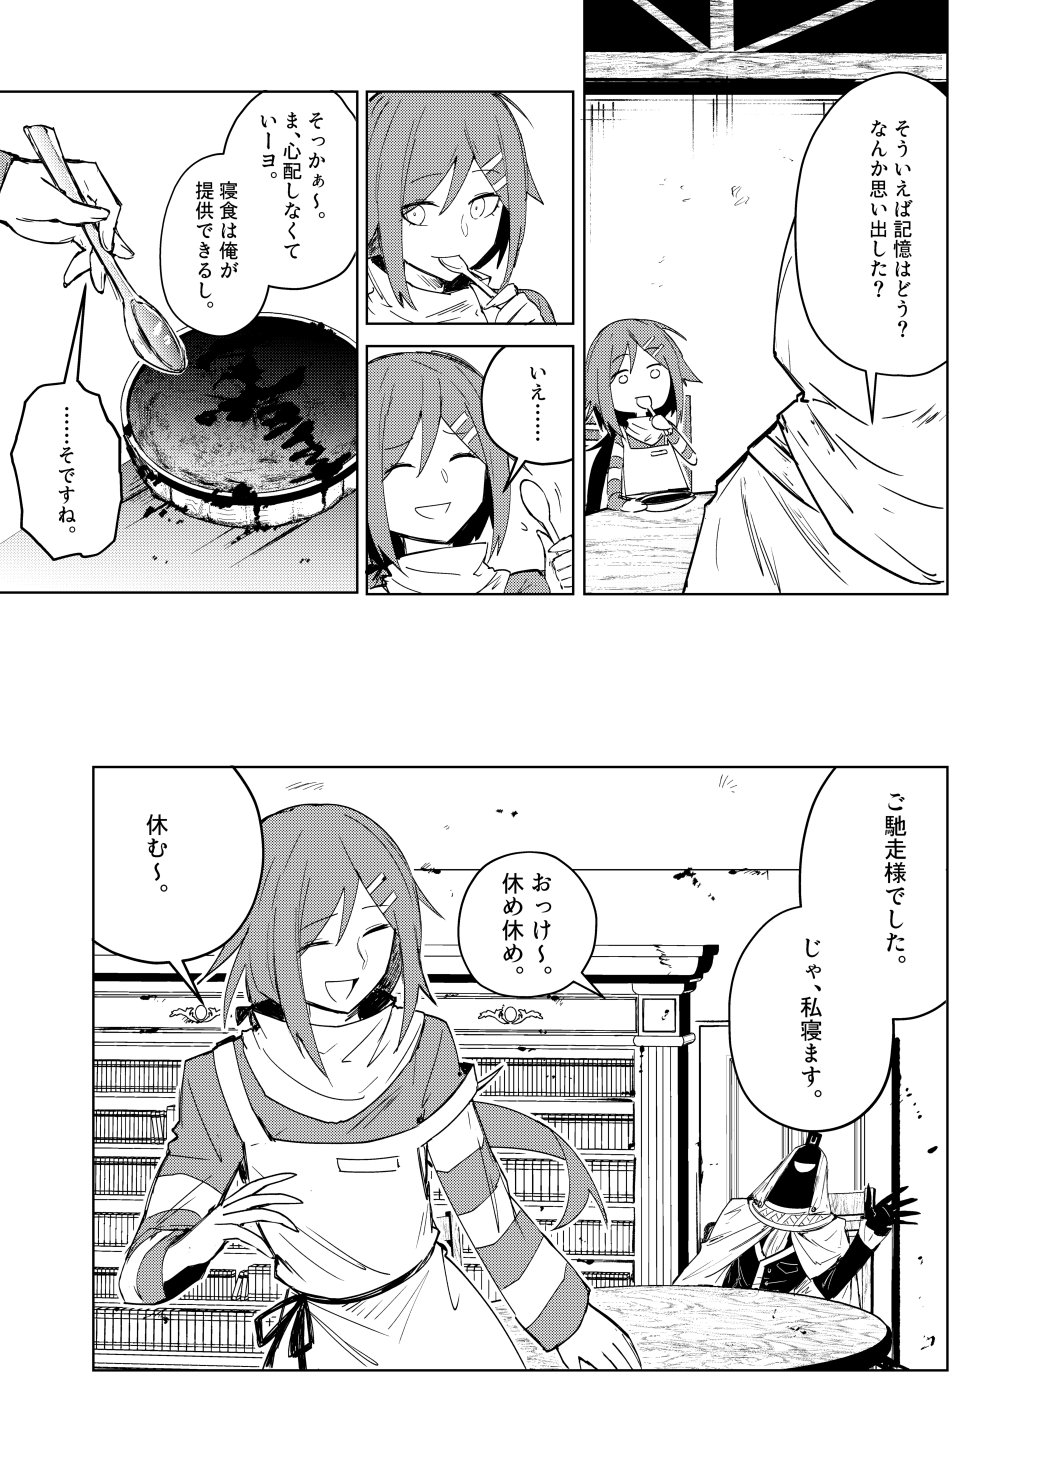 そういえば記憶はどう?
なんか思い出した?
いえ……
そっかぁ〜。
ま、心配しなくて
いーヨ。
寝食は俺が
提供できるし。
……そですね。
ご馳走様でした。
じゃ、私寝ます。
おっけ〜。
休め休め。
休む〜。